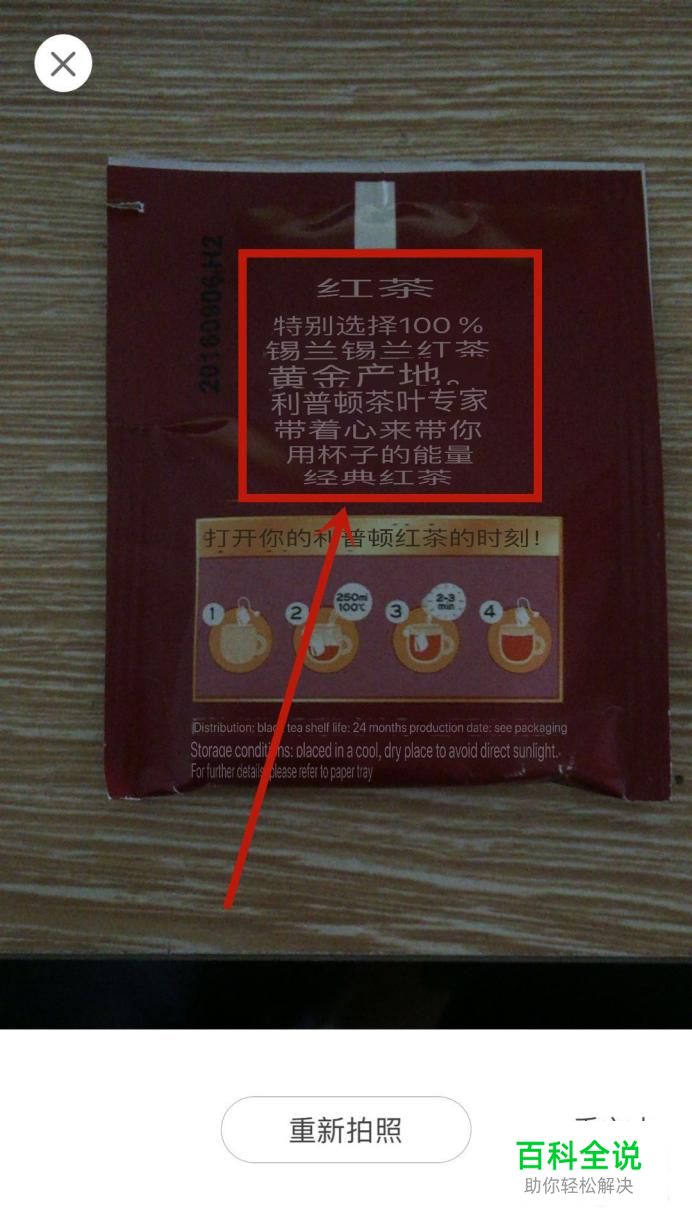 20160906.H2
红茶
特别选择100 %
锡兰锡兰红茶
黄金产地。
利普顿茶叶专家
带着心来带你
用杯子的能量
经典红茶
打开你的利普顿红茶的时刻！
1
2
250ml
100℃
3
2-3
min
4
Distribution: black tea shelf life: 24 months production date: see packaging
Storage conditions: placed in a cool, dry place to avoid direct sunlight.
For further details please refer to paper tray
重新拍照
百科全说
助你轻松解决